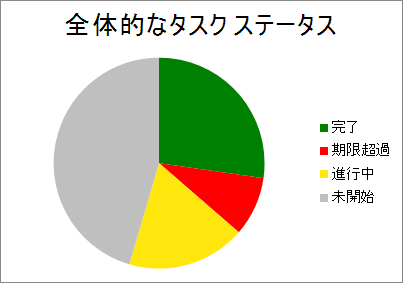 全体的なタスク ステータス
完了
期限超過
進行中
未開始